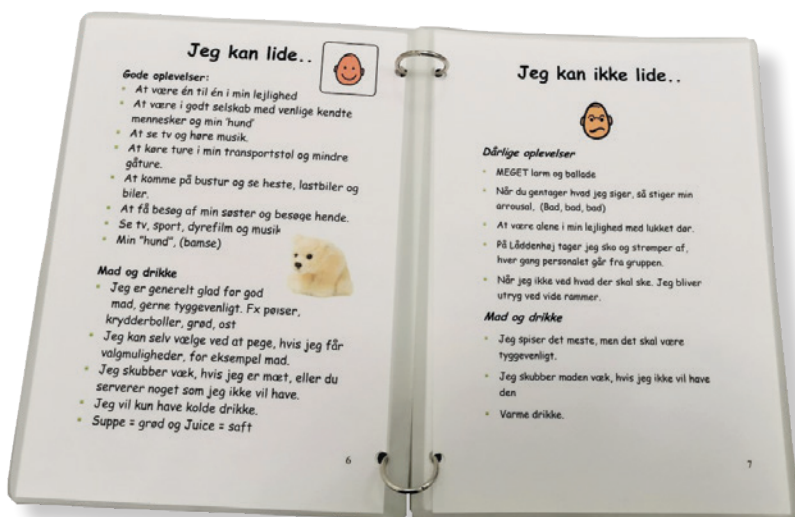 Jeg kan lide..
Gode oplevelser:
• At være én til én i min lejlighed
• At være i godt selskab med venlige kendte
mennesker og min 'hund'
• At se tv og høre musik.
• At køre ture i min transportstol og mindre
gåture.
• At komme på bustur og se heste, lastbiler og
biler.
• At få besøg af min søster og besøge hende.
• Se tv, sport, dyrefilm og musik
• Min "hund", (bamse)
Mad og drikke
• Jeg er generelt glad for god
mad, gerne tyggevenligt. Fx pølser,
krydderboller, grød, ost
• Jeg kan selv vælge ved at pege, hvis jeg får
valgmuligheder, for eksempel mad.
• Jeg skubber væk, hvis jeg er mæt, eller du
serverer noget som jeg ikke vil have.
• Jeg vil kun have kolde drikke.
• Suppe = grød og Juice = saft
6
Jeg kan ikke lide..
Dårlige oplevelser
• MEGET larm og ballade
• Når du gentager hvad jeg siger, så stiger min
arrousal, (Bad, bad, bad)
• At være alene i min lejlighed med lukket dør.
• På Låddenhøj tager jeg sko og strømper af,
hver gang personalet går fra gruppen.
• Når jeg ikke ved hvad der skal ske. Jeg bliver
utryg ved vide rammer.
Mad og drikke
• Jeg spiser det meste, men det skal være
tyggevenligt.
• Jeg skubber maden væk, hvis jeg ikke vil have
den
• Varme drikke.
7